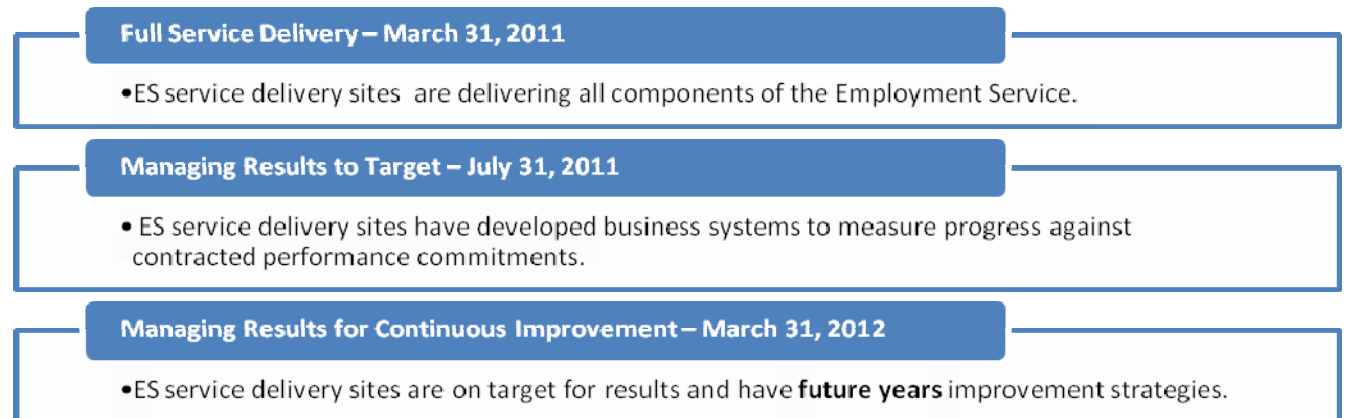 Full Service Delivery – March 31, 2011
•ES service delivery sites are delivering all components of the Employment Service.
Managing Results to Target – July 31, 2011
• ES service delivery sites have developed business systems to measure progress against
contracted performance commitments.
Managing Results for Continuous Improvement – March 31, 2012
•ES service delivery sites are on target for results and have future years improvement strategies.